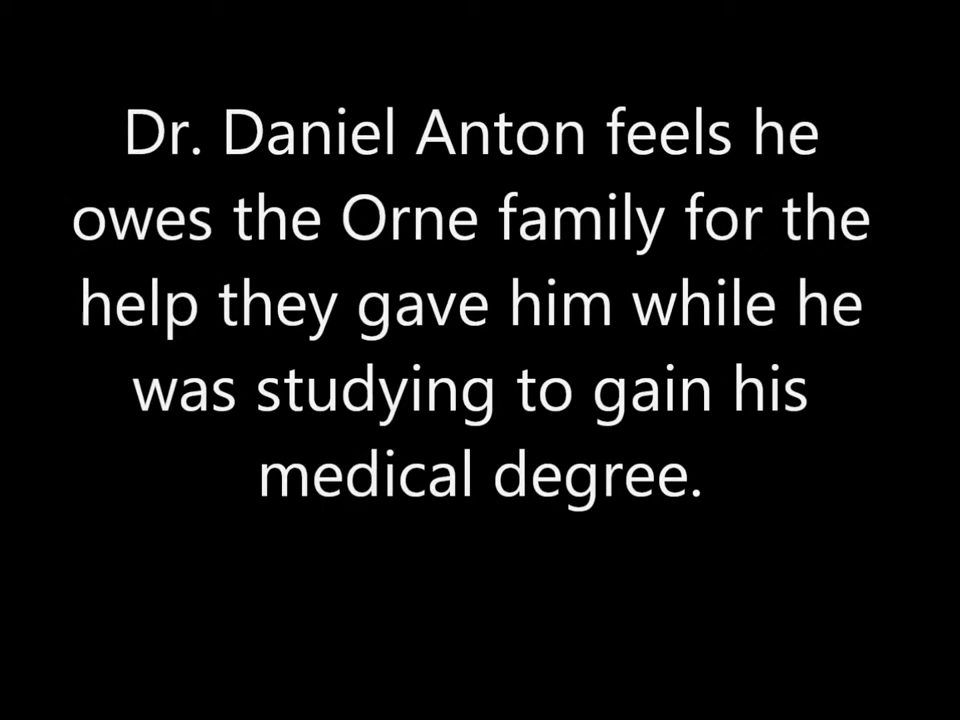 Dr. Daniel Anton feels he
owes the Orne family for the
help they gave him while he
was studying to gain his
medical degree.